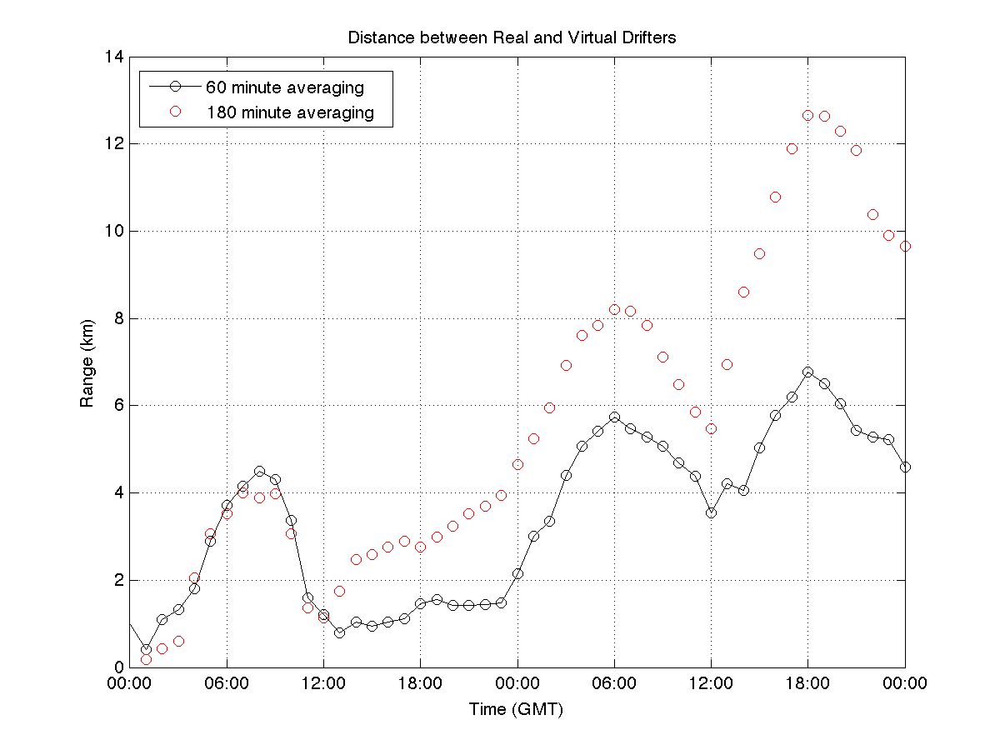 Distance between Real and Virtual Drifters
14
60 minute averaging
180 minute averaging
12
10
8
Range (km)
6
4
2
0
00:00 06:00 12:00 18:00 00:00 06:00 12:00 18:00 00:00
Time (GMT)